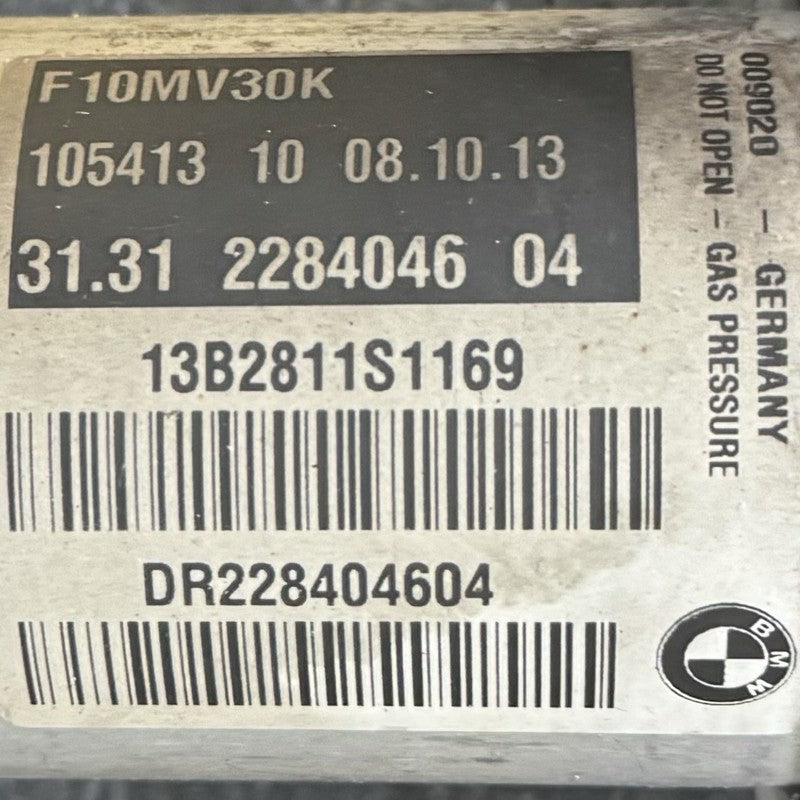 F10MV30K
105413 10 08.10.13
31.31 2284046 04
13B2811S1169
DR228404604
009020 - GERMANY
DO NOT OPEN - GAS PRESSURE
BMW